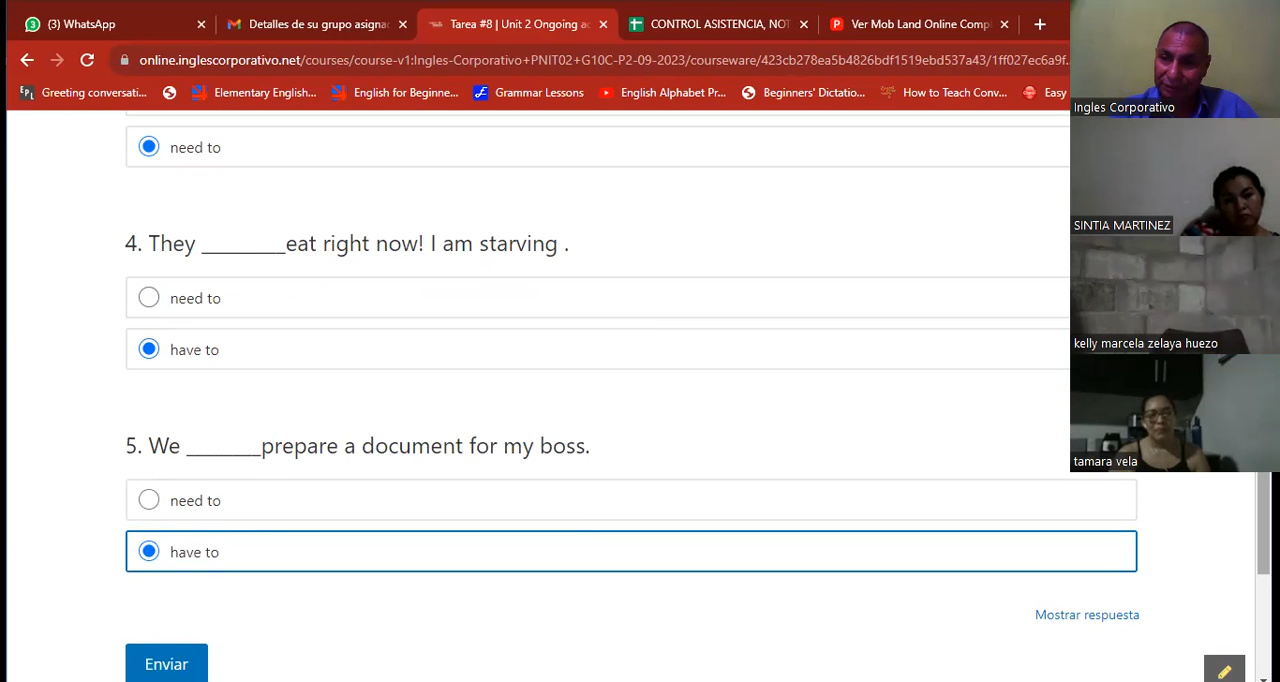 (3) WhatsApp
Detalles de su grupo asigna
Tarea #8 | Unit 2 Ongoing ac
CONTROL ASISTENCIA, NOT
Ver Mob Land Online Comp
online.inglescorporativo.net/courses/course-v1:Ingles-Corporativo+PNIT02+G10C-P2-09-2023/courseware/423cb278ea5b4826bdf1519ebd537a43/1ff027ec6a9f...
Greeting conversati...
Elementary English...
English for Beginne...
Grammar Lessons
English Alphabet Pr...
Beginners' Dictatio...
How to Teach Conv...
Easy
Ingles Corporativo
need to
SINTIA MARTINEZ
4. They ________eat right now! I am starving .
need to
kelly marcela zelaya huezo
have to
5. We _______prepare a document for my boss.
tamara vela
need to
have to
Mostrar respuesta
Enviar